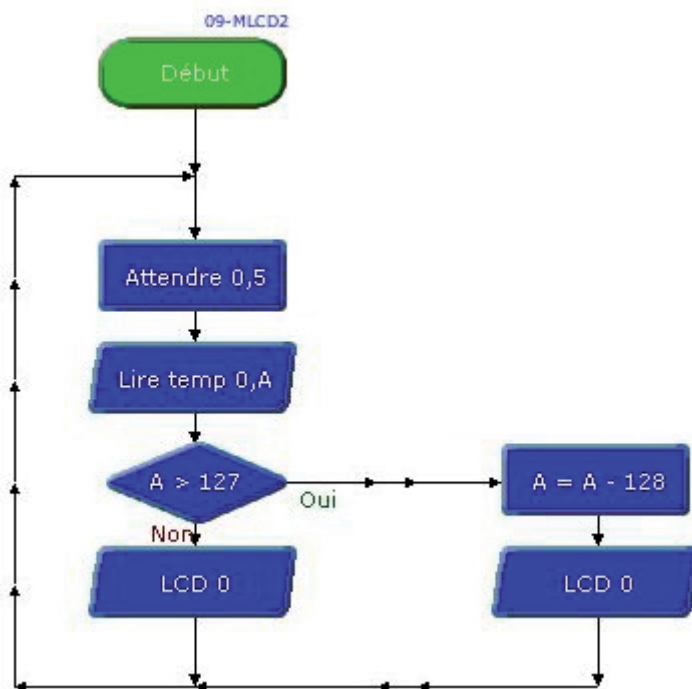 09-MLCD2
Début
Attendre 0,5
Lire temp 0,A
A > 127
Oui
A = A - 128
Non
LCD 0
LCD 0